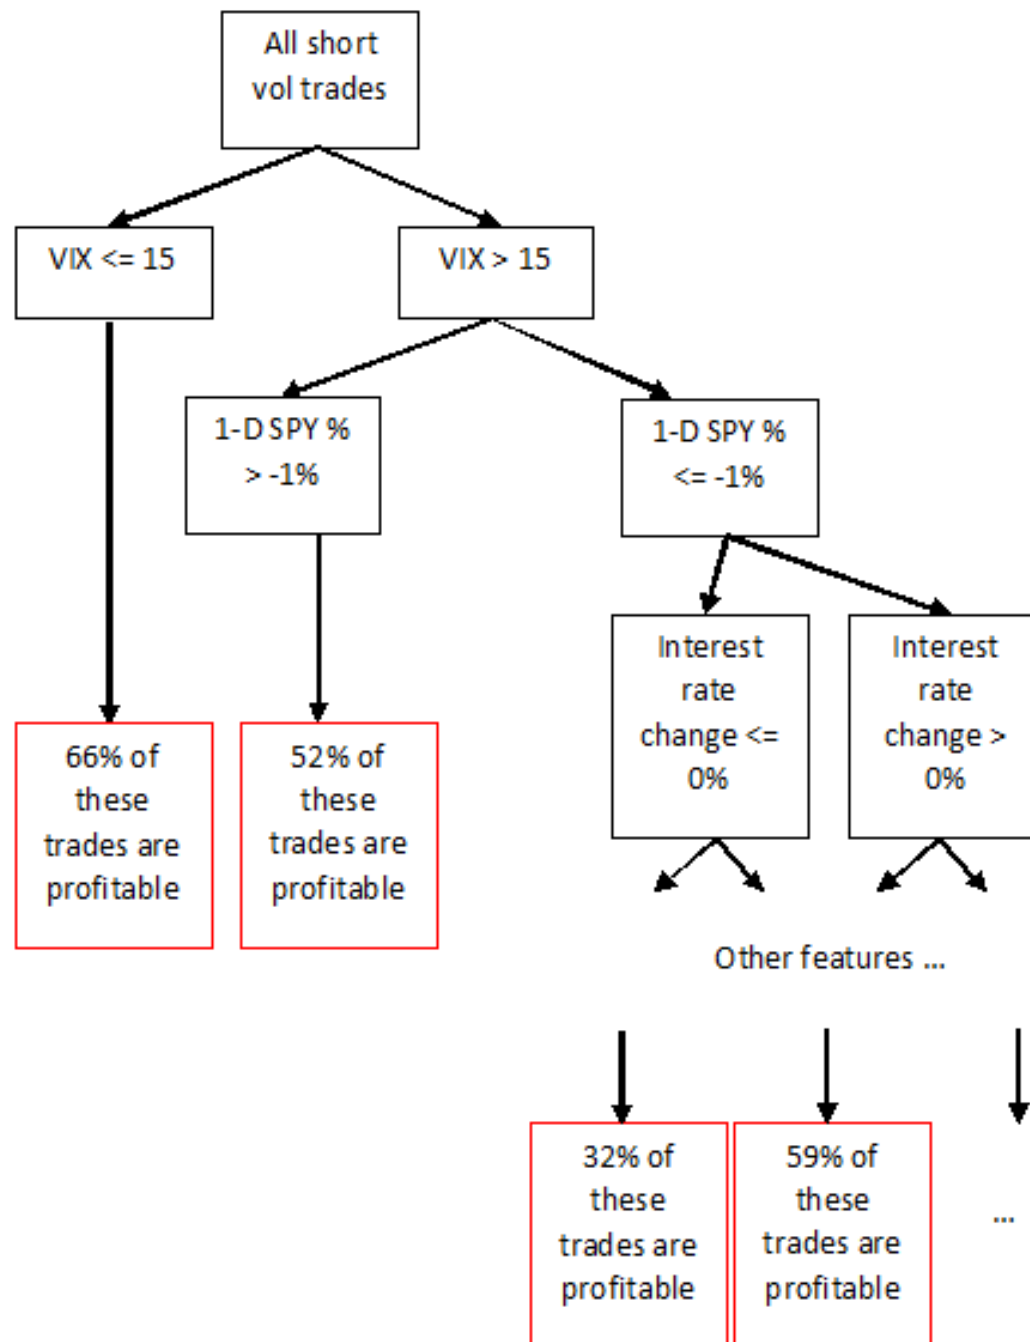 All short
vol trades
VIX <= 15
VIX > 15
1-D SPY %
> -1%
1-D SPY %
<= -1%
Interest
rate
change <=
0%
Interest
rate
change >
0%
66% of
these
trades are
profitable
52% of
these
trades are
profitable
Other features ...
32% of
these
trades are
profitable
59% of
these
trades are
profitable
...